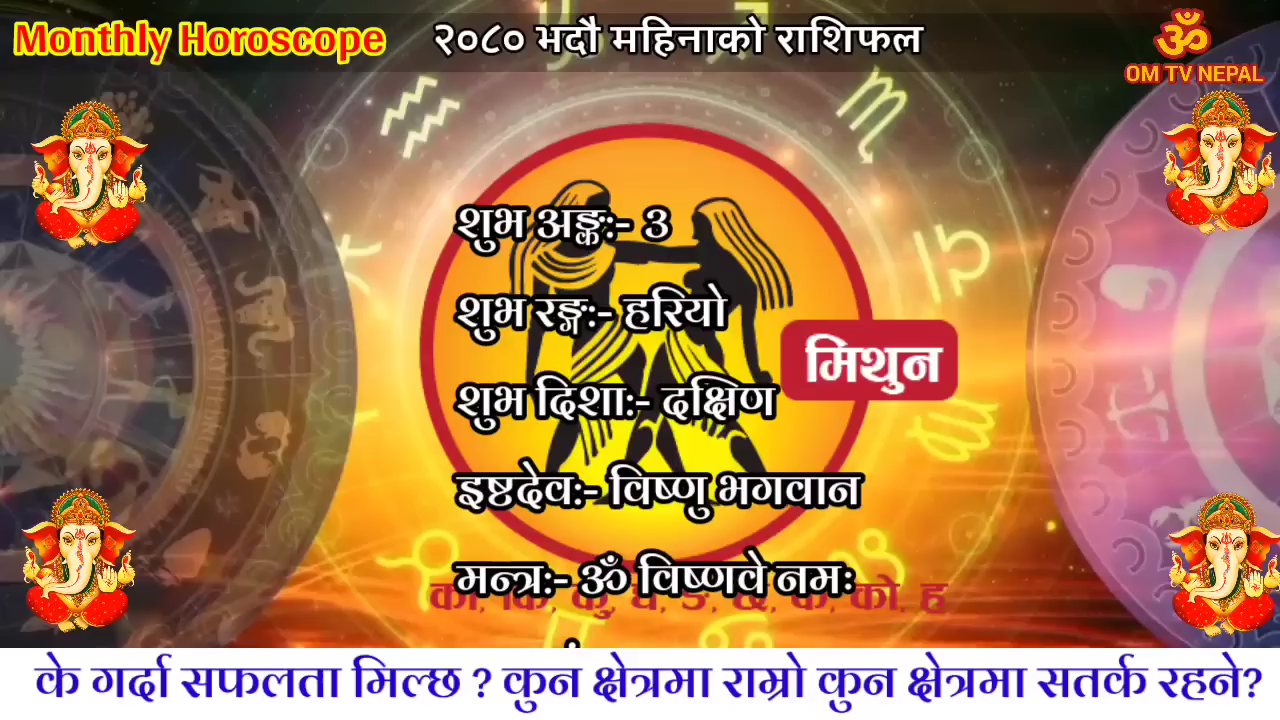 Monthly Horoscope
२०८० भदौ महिनाको राशिफल
ॐ
OM TV NEPAL
शुभ अङ्क:- ३
शुभ रङ्ग:- हरियो
मिथुन
शुभ दिशा:- दक्षिण
इष्टदेव:- विष्णु भगवान
मन्त्र:- ॐ विष्णवे नमः
का, कि, कु, घ, ङ, छ, के, को, ह
के गर्दा सफलता मिल्छ ? कुन क्षेत्रमा राम्रो कुन क्षेत्रमा सतर्क रहने?